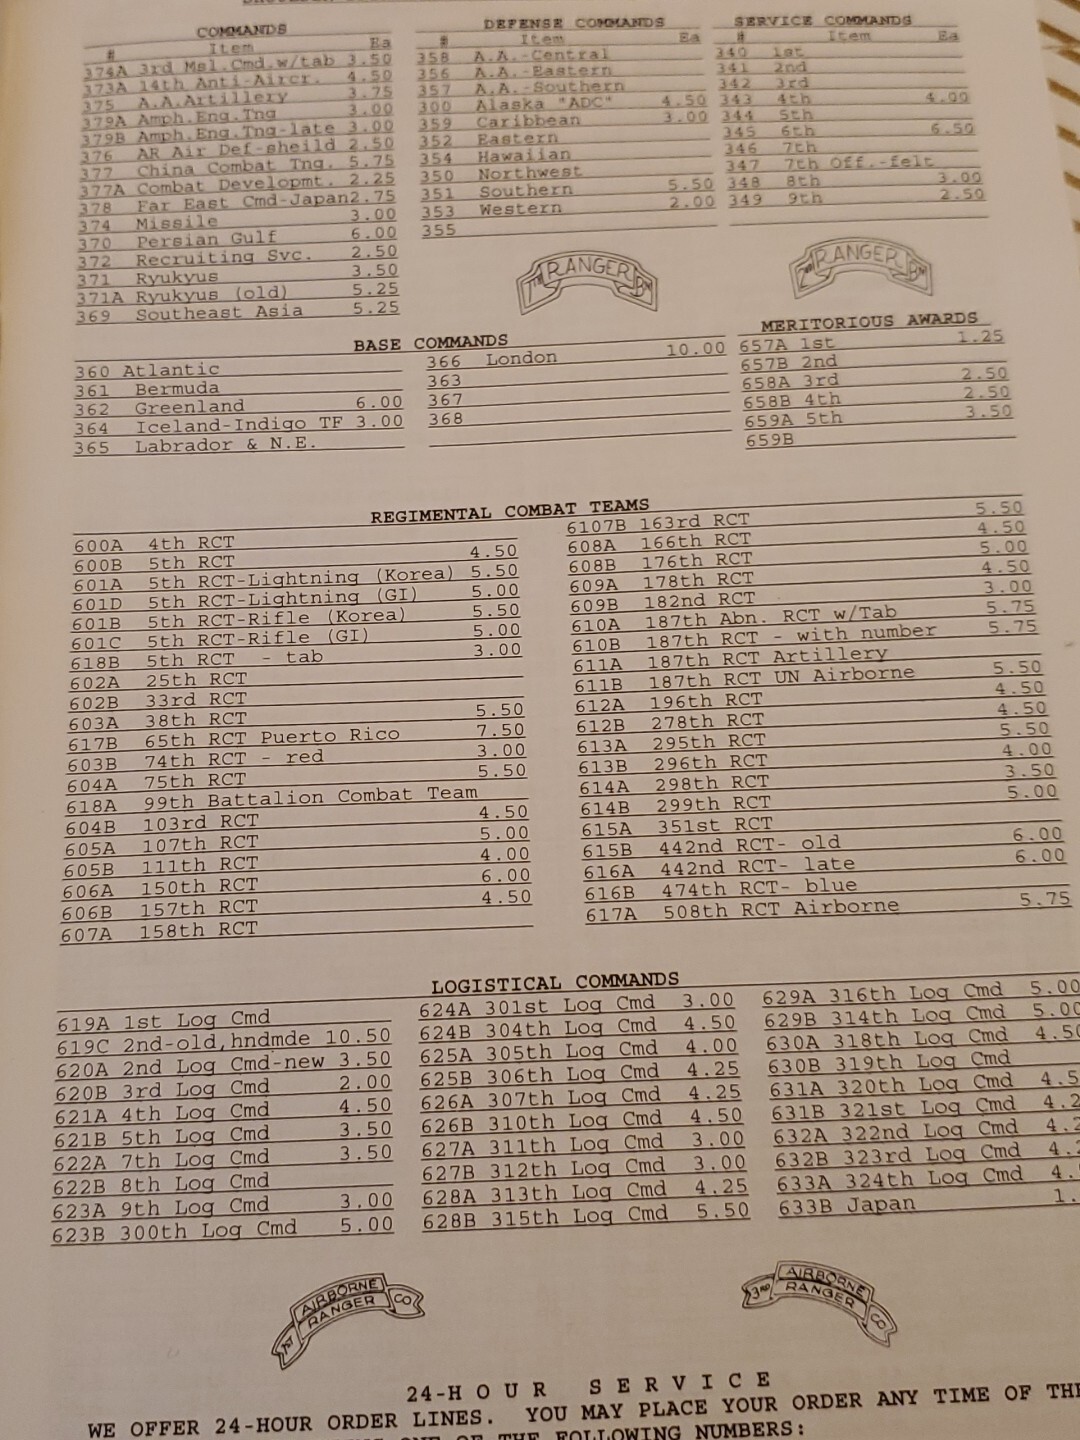 COMMANDS
# Item Ea
374A 3rd Msl.Cmd.w/tab 3.50
373A 14th Anti-Aircr. 4.50
375 A.A.Artillery 3.75
379A Amph.Eng.Tng 3.00
379B Amph.Eng.Tng-late 3.00
376 AR Air Def-sheild 2.50
377 China Combat Tng. 5.75
377A Combat Developmt. 2.25
378 Far East Cmd-Japan2.75
374 Missile 3.00
370 Persian Gulf 6.00
372 Recruiting Svc. 2.50
371 Ryukyus 3.50
371A Ryukyus (old) 5.25
369 Southeast Asia 5.25
DEFENSE COMMANDS
# Item Ea
358 A.A.-Central
356 A.A.-Eastern
357 A.A.-Southern
300 Alaska "ADC" 4.50
359 Caribbean 3.00
352 Eastern
354 Hawaiian
350 Northwest
351 Southern 5.50
353 Western 2.00
355
SERVICE COMMANDS
# Item Ea
340 1st
341 2nd
342 3rd
343 4th 4.00
344 5th
345 6th 6.50
346 7th
347 7th Off.-felt
348 8th 3.00
349 9th 2.50
7TH RANGER BN
2ND RANGER BN
BASE COMMANDS
360 Atlantic
361 Bermuda
362 Greenland 6.00
364 Iceland-Indigo TF 3.00
365 Labrador & N.E.
366 London 10.00
363
367
368
MERITORIOUS AWARDS
657A 1st 1.25
657B 2nd
658A 3rd 2.50
658B 4th 2.50
659A 5th 3.50
659B
REGIMENTAL COMBAT TEAMS
600A 4th RCT
600B 5th RCT 4.50
601A 5th RCT-Lightning (Korea) 5.50
601D 5th RCT-Lightning (GI) 5.00
601B 5th RCT-Rifle (Korea) 5.50
601C 5th RCT-Rifle (GI) 5.00
618B 5th RCT - tab 3.00
602A 25th RCT
602B 33rd RCT
603A 38th RCT 5.50
617B 65th RCT Puerto Rico 7.50
603B 74th RCT - red 3.00
604A 75th RCT 5.50
618A 99th Battalion Combat Team
604B 103rd RCT 4.50
605A 107th RCT 5.00
605B 111th RCT 4.00
606A 150th RCT 6.00
606B 157th RCT 4.50
607A 158th RCT
6107B 163rd RCT 5.50
608A 166th RCT 4.50
608B 176th RCT 5.00
609A 178th RCT 4.50
609B 182nd RCT 3.00
610A 187th Abn. RCT w/Tab 5.75
610B 187th RCT - with number 5.75
611A 187th RCT Artillery
611B 187th RCT UN Airborne 5.50
612A 196th RCT 4.50
612B 278th RCT 4.50
613A 295th RCT 5.50
613B 296th RCT 4.00
614A 298th RCT 3.50
614B 299th RCT 5.00
615A 351st RCT
615B 442nd RCT- old 6.00
616A 442nd RCT- late 6.00
616B 474th RCT- blue
617A 508th RCT Airborne 5.75
LOGISTICAL COMMANDS
619A 1st Log Cmd
619C 2nd-old,hndmde 10.50
620A 2nd Log Cmd-new 3.50
620B 3rd Log Cmd 2.00
621A 4th Log Cmd 4.50
621B 5th Log Cmd 3.50
622A 7th Log Cmd 3.50
622B 8th Log Cmd
623A 9th Log Cmd 3.00
623B 300th Log Cmd 5.00
624A 301st Log Cmd 3.00
624B 304th Log Cmd 4.50
625A 305th Log Cmd 4.00
625B 306th Log Cmd 4.25
626A 307th Log Cmd 4.25
626B 310th Log Cmd 4.50
627A 311th Log Cmd 3.00
627B 312th Log Cmd 3.00
628A 313th Log Cmd 4.25
628B 315th Log Cmd 5.50
629A 316th Log Cmd 5.00
629B 314th Log Cmd 5.00
630A 318th Log Cmd 4.50
630B 319th Log Cmd
631A 320th Log Cmd 4.5
631B 321st Log Cmd 4.2
632A 322nd Log Cmd 4.2
632B 323rd Log Cmd 4.
633A 324th Log Cmd 4.
633B Japan 1.
1ST AIRBORNE RANGER CO
3RD AIRBORNE RANGER CO
24-HOUR SERVICE
WE OFFER 24-HOUR ORDER LINES. YOU MAY PLACE YOUR ORDER ANY TIME OF THE
ONE OF THE FOLLOWING NUMBERS: